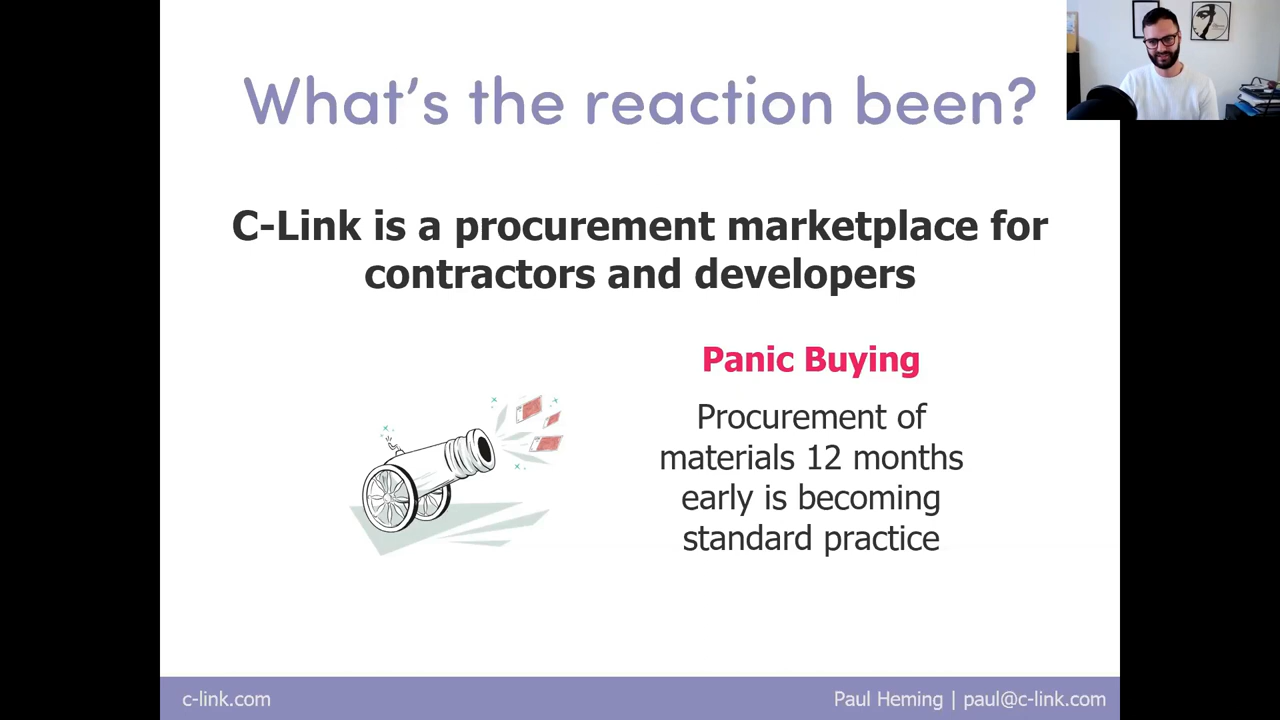 What's the reaction been?
C-Link is a procurement marketplace for
contractors and developers
Panic Buying
Procurement of
materials 12 months
early is becoming
standard practice
c-link.com
Paul Heming | paul@c-link.com